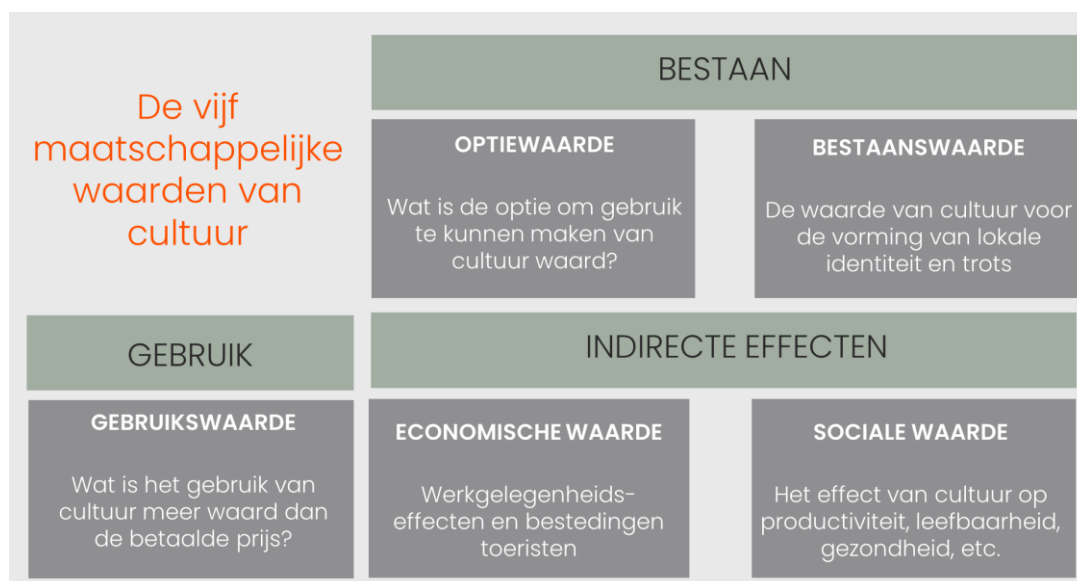 De vijf
maatschappelijke
waarden van
cultuur
BESTAAN
OPTIEWAARDE
Wat is de optie om gebruik
te kunnen maken van
cultuur waard?
BESTAANSWAARDE
De waarde van cultuur voor
de vorming van lokale
identiteit en trots
GEBRUIK
GEBRUIKSWAARDE
Wat is het gebruik van
cultuur meer waard dan
de betaalde prijs?
INDIRECTE EFFECTEN
ECONOMISCHE WAARDE
Werkgelegenheids-
effecten en bestedingen
toeristen
SOCIALE WAARDE
Het effect van cultuur op
productiviteit, leefbaarheid,
gezondheid, etc.